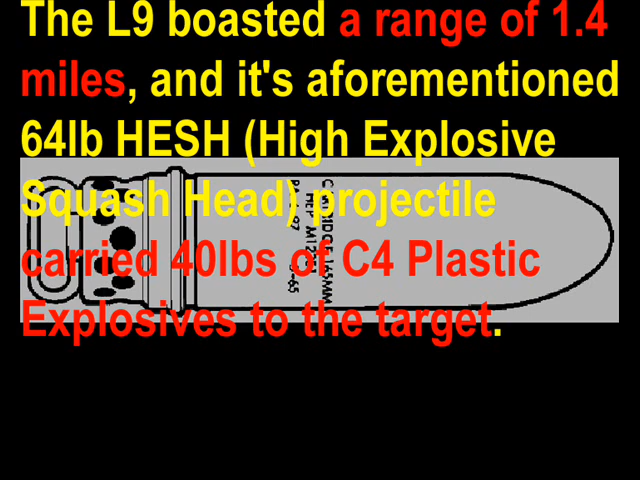 The L9 boasted a range of 1.4
miles, and it's aforementioned
64lb HESH (High Explosive
Squash Head) projectile
carried 40lbs of C4 Plastic
Explosives to the target.
165MM